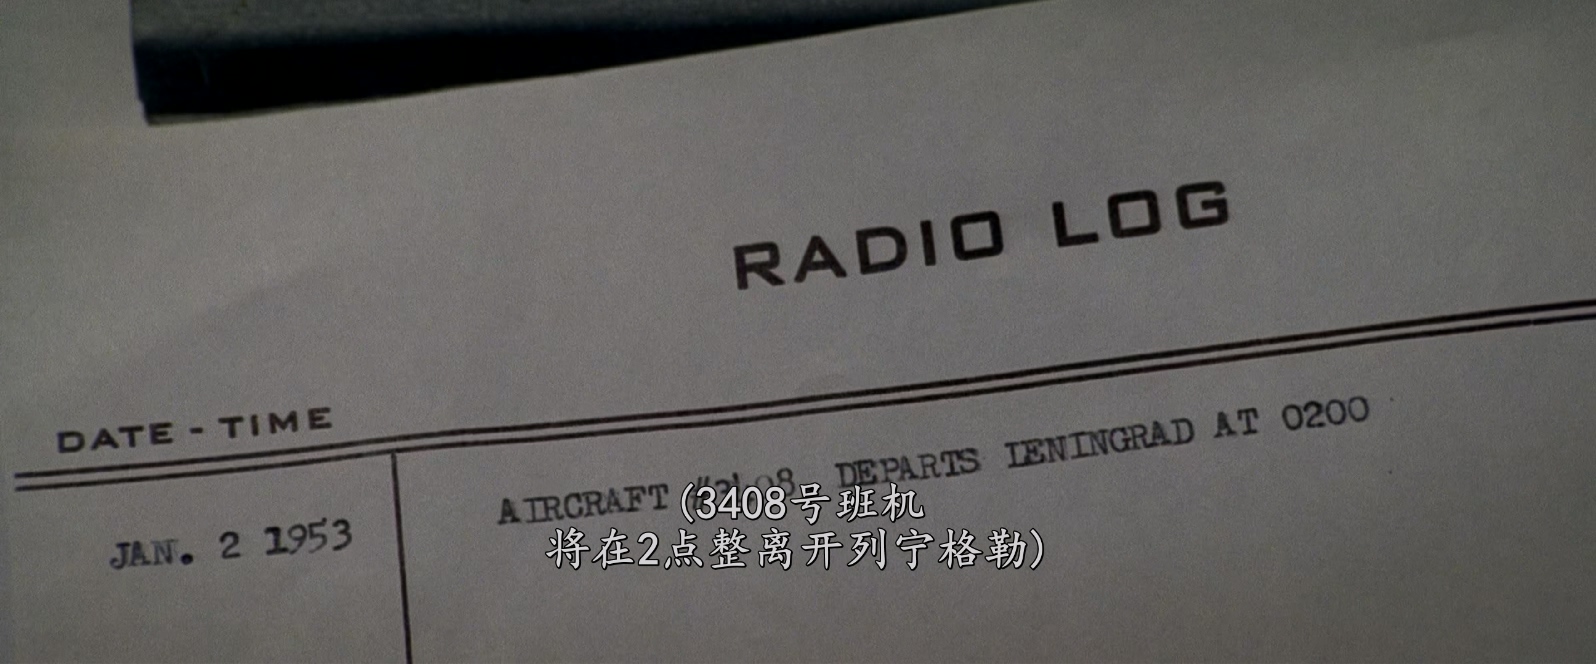 RADIO LOG
DATE - TIME
AIRCRAFT #3408 DEPARTS LENINGRAD AT 0200
JAN. 2 1953
(3408号班机
将在2点整离开列宁格勒)